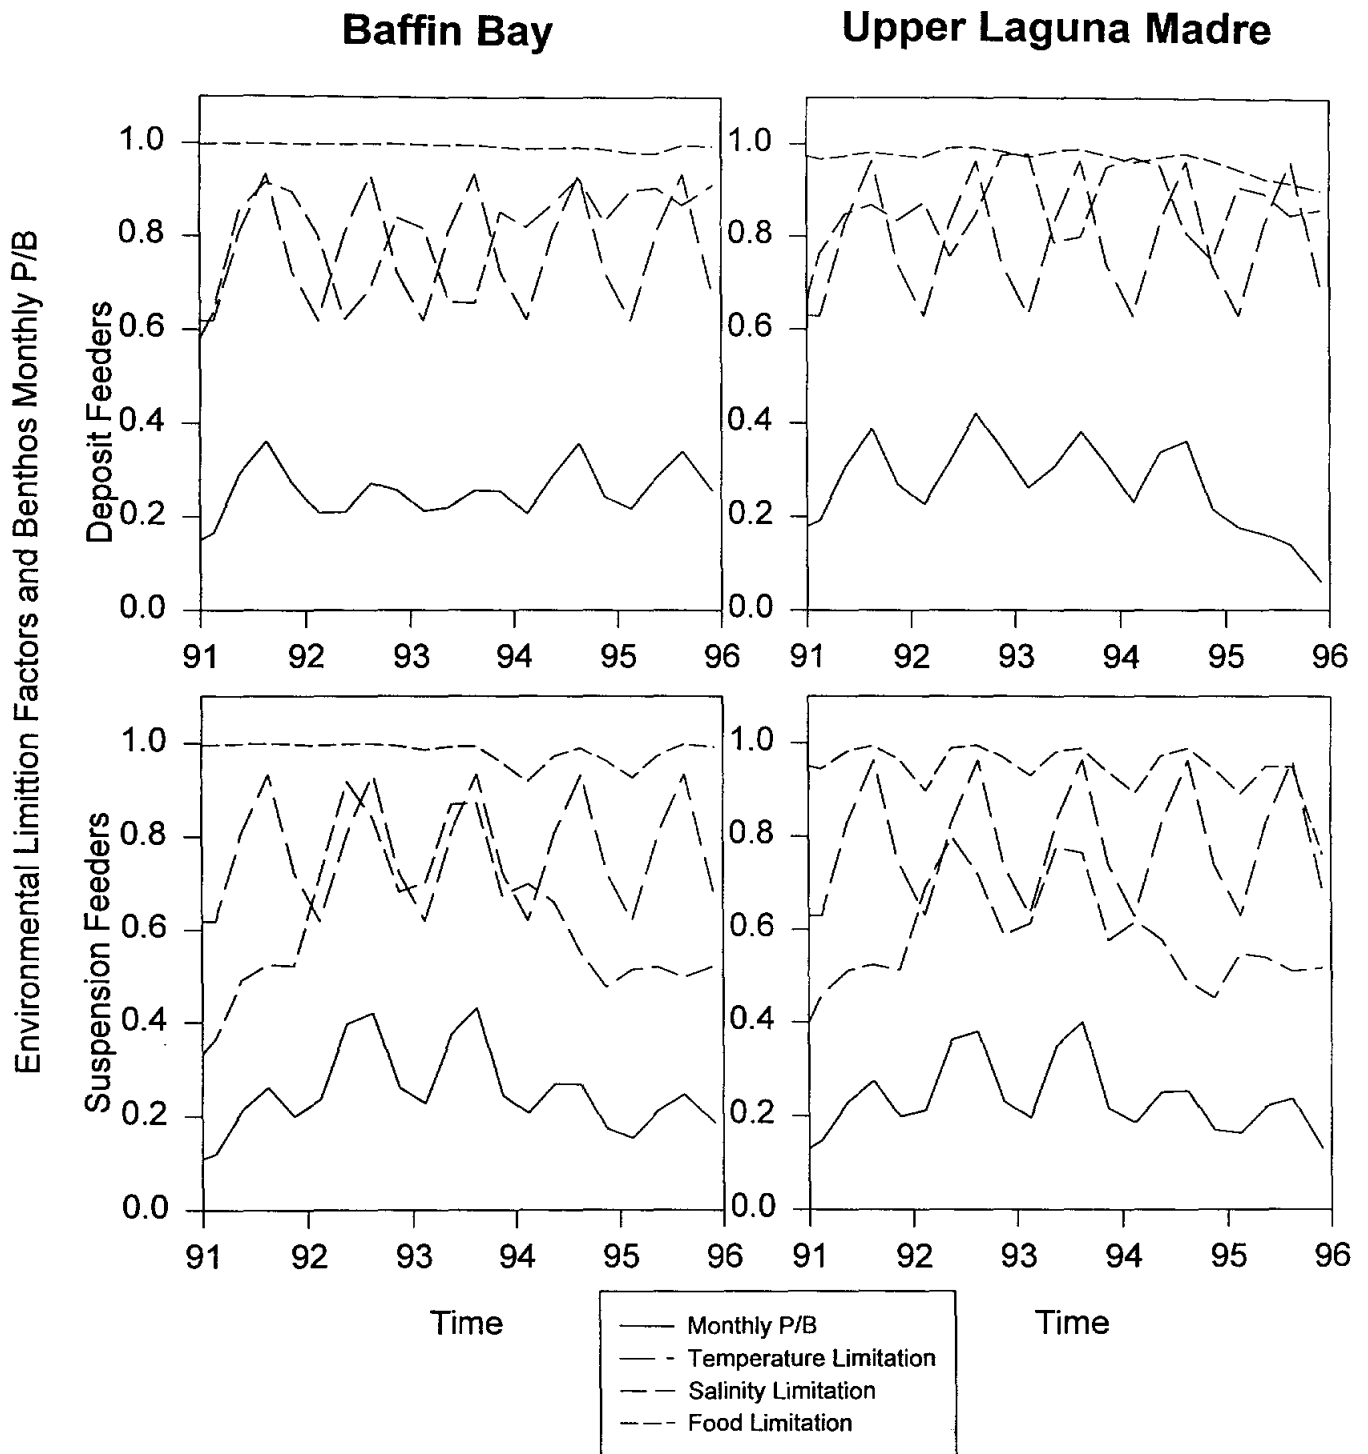 Baffin Bay
Upper Laguna Madre
Environmental Limittion Factors and Benthos Monthly P/B
Deposit Feeders
1.0
0.8
0.6
0.4
0.2
0.0
91 92 93 94 95 96
1.0
0.8
0.6
0.4
0.2
0.0
91 92 93 94 95 96
Suspension Feeders
1.0
0.8
0.6
0.4
0.2
0.0
91 92 93 94 95 96
Time
1.0
0.8
0.6
0.4
0.2
0.0
91 92 93 94 95 96
Time
Monthly P/B
Temperature Limitation
Salinity Limitation
Food Limitation